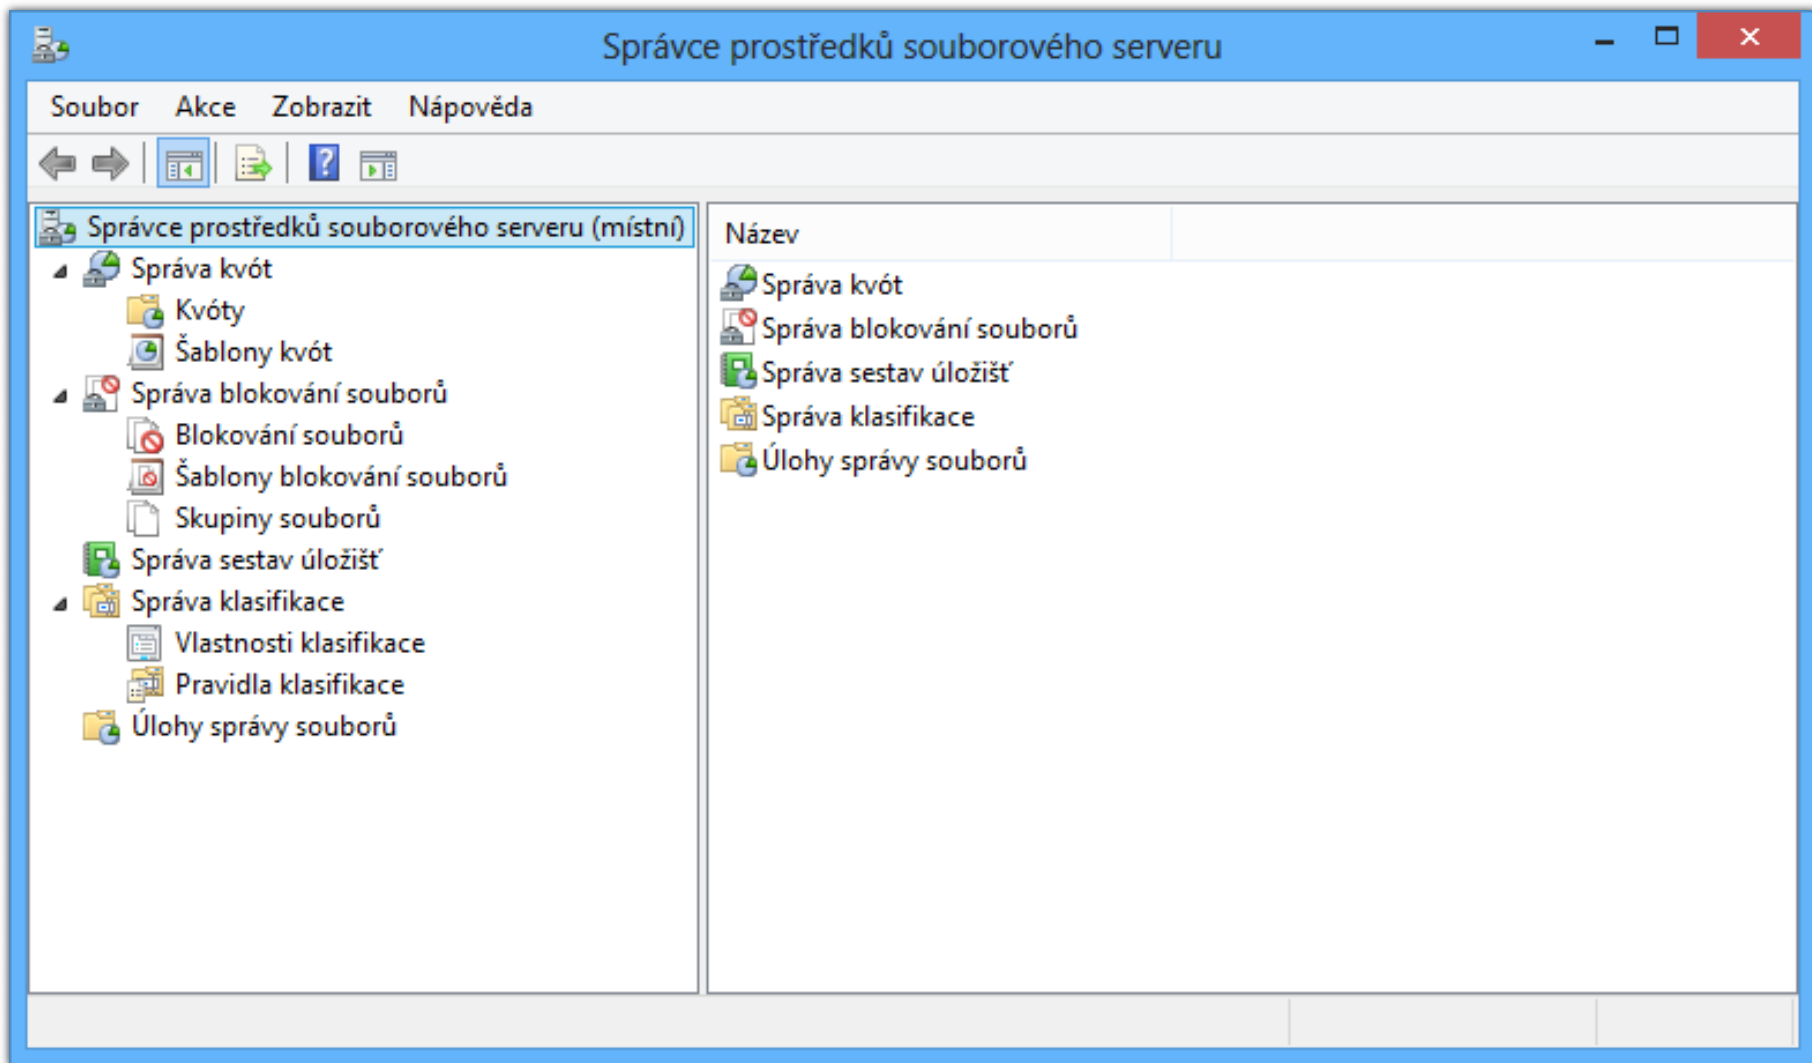 Správce prostředků souborového serveru
Soubor Akce Zobrazit Nápověda
Správce prostředků souborového serveru (místní)
Správa kvót
Kvóty
Šablony kvót
Správa blokování souborů
Blokování souborů
Šablony blokování souborů
Skupiny souborů
Správa sestav úložišť
Správa klasifikace
Vlastnosti klasifikace
Pravidla klasifikace
Úlohy správy souborů
Název
Správa kvót
Správa blokování souborů
Správa sestav úložišť
Správa klasifikace
Úlohy správy souborů